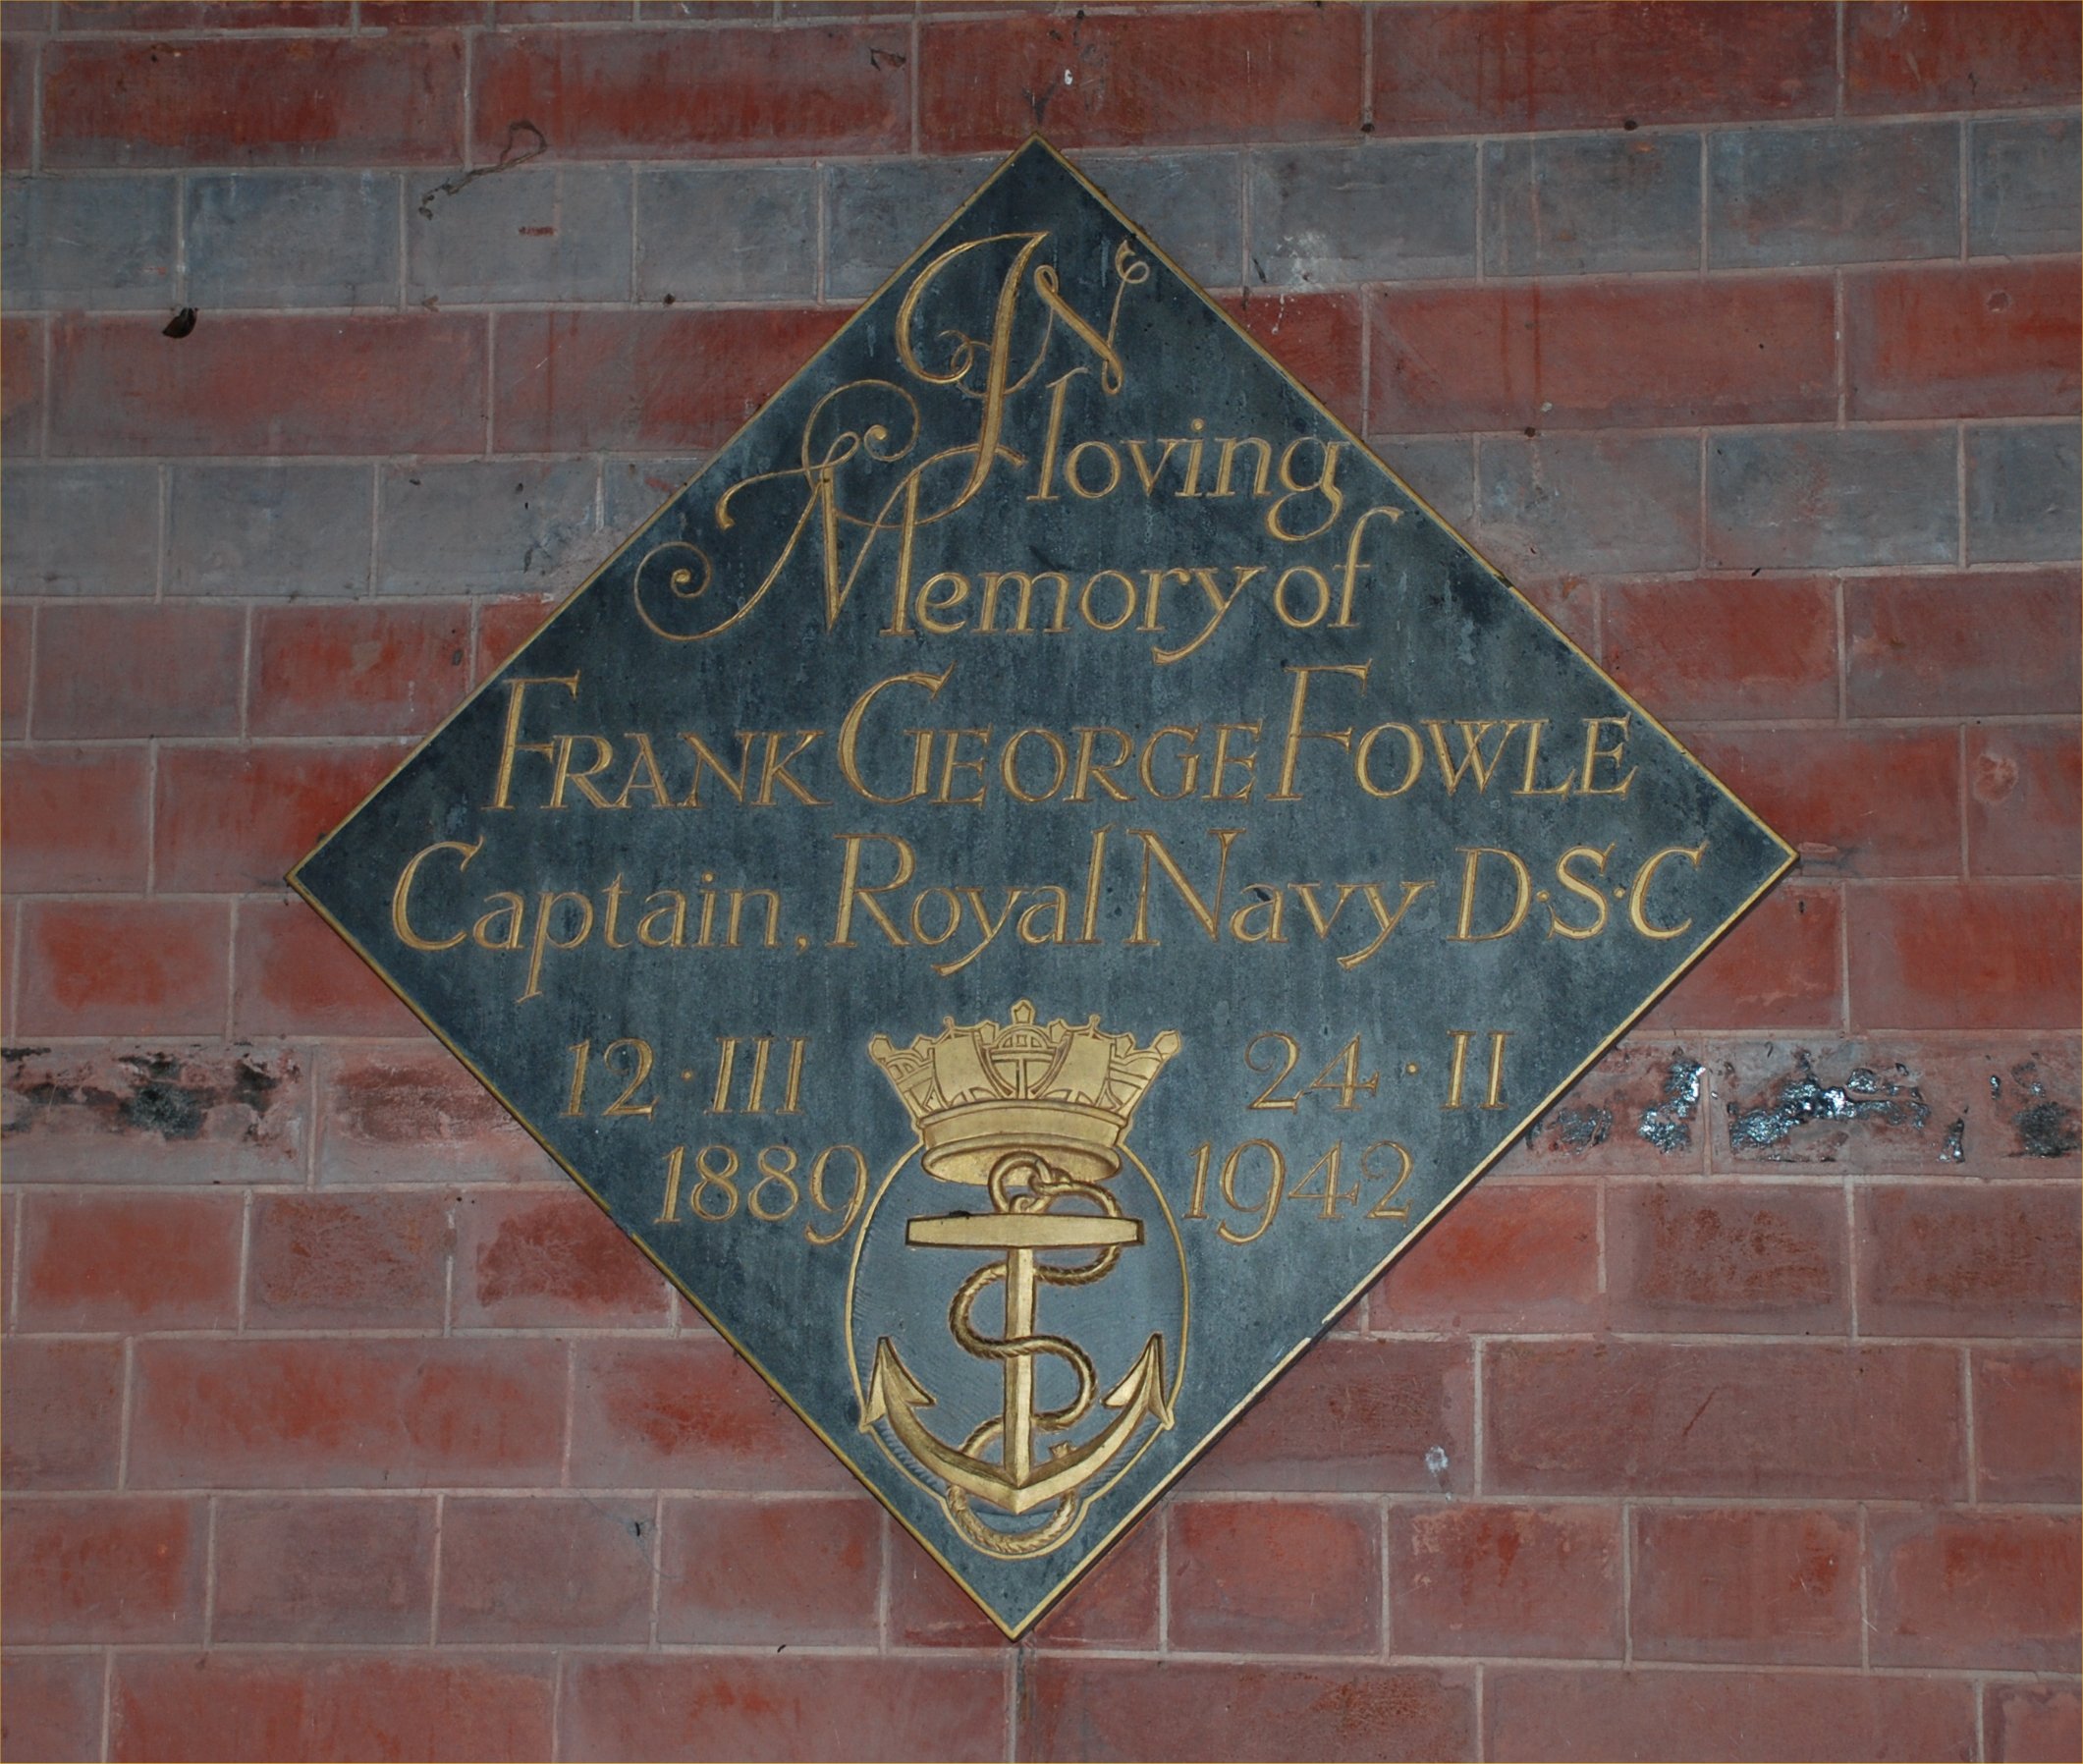 IN
loving
Memory of
FRANK GEORGE FOWLE
Captain, Royal Navy D·S·C
12·III 24·II
1889 1942